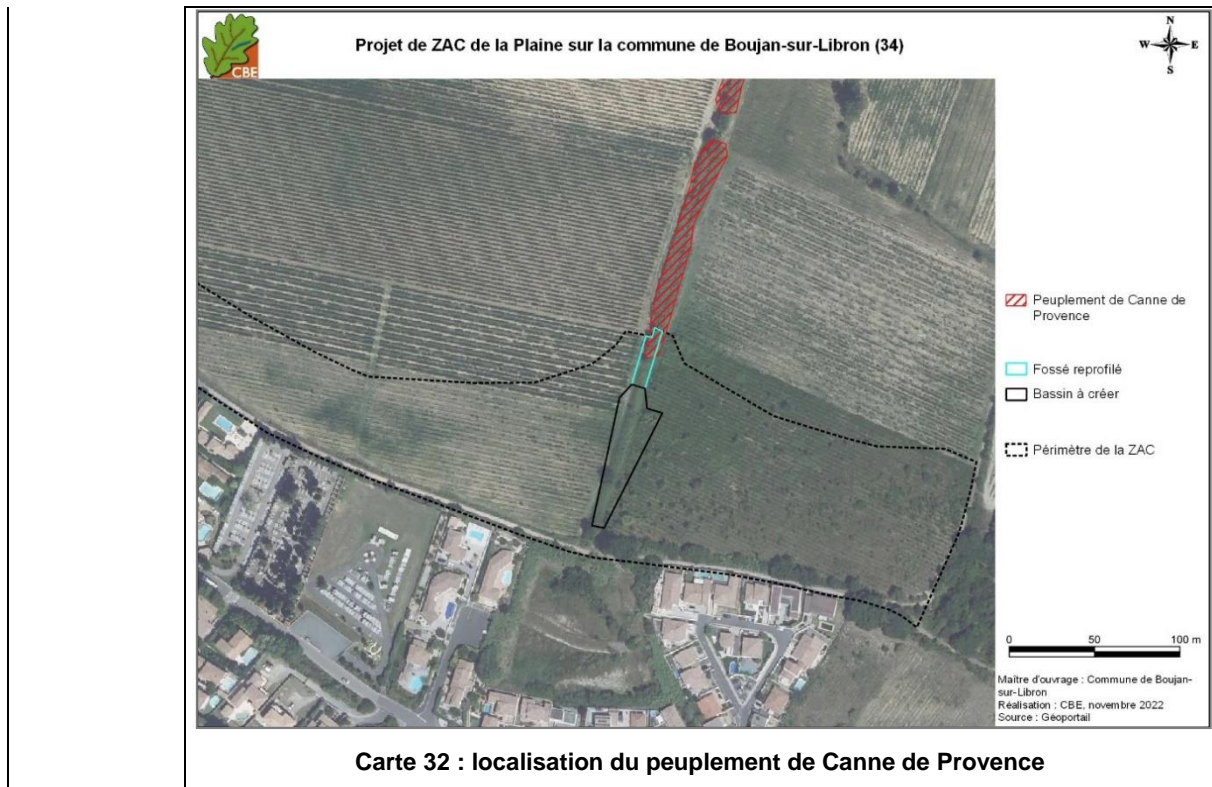 CBE
Projet de ZAC de la Plaine sur la commune de Boujan-sur-Libron (34)
N
W E
S
Peuplement de Canne de
Provence
Fossé reprofilé
Bassin à créer
Périmètre de la ZAC
0 50 100 m
Maître d'ouvrage : Commune de Boujan-
sur-Libron
Réalisation : CBE, novembre 2022
Source : Géoportail
Carte 32 : localisation du peuplement de Canne de Provence